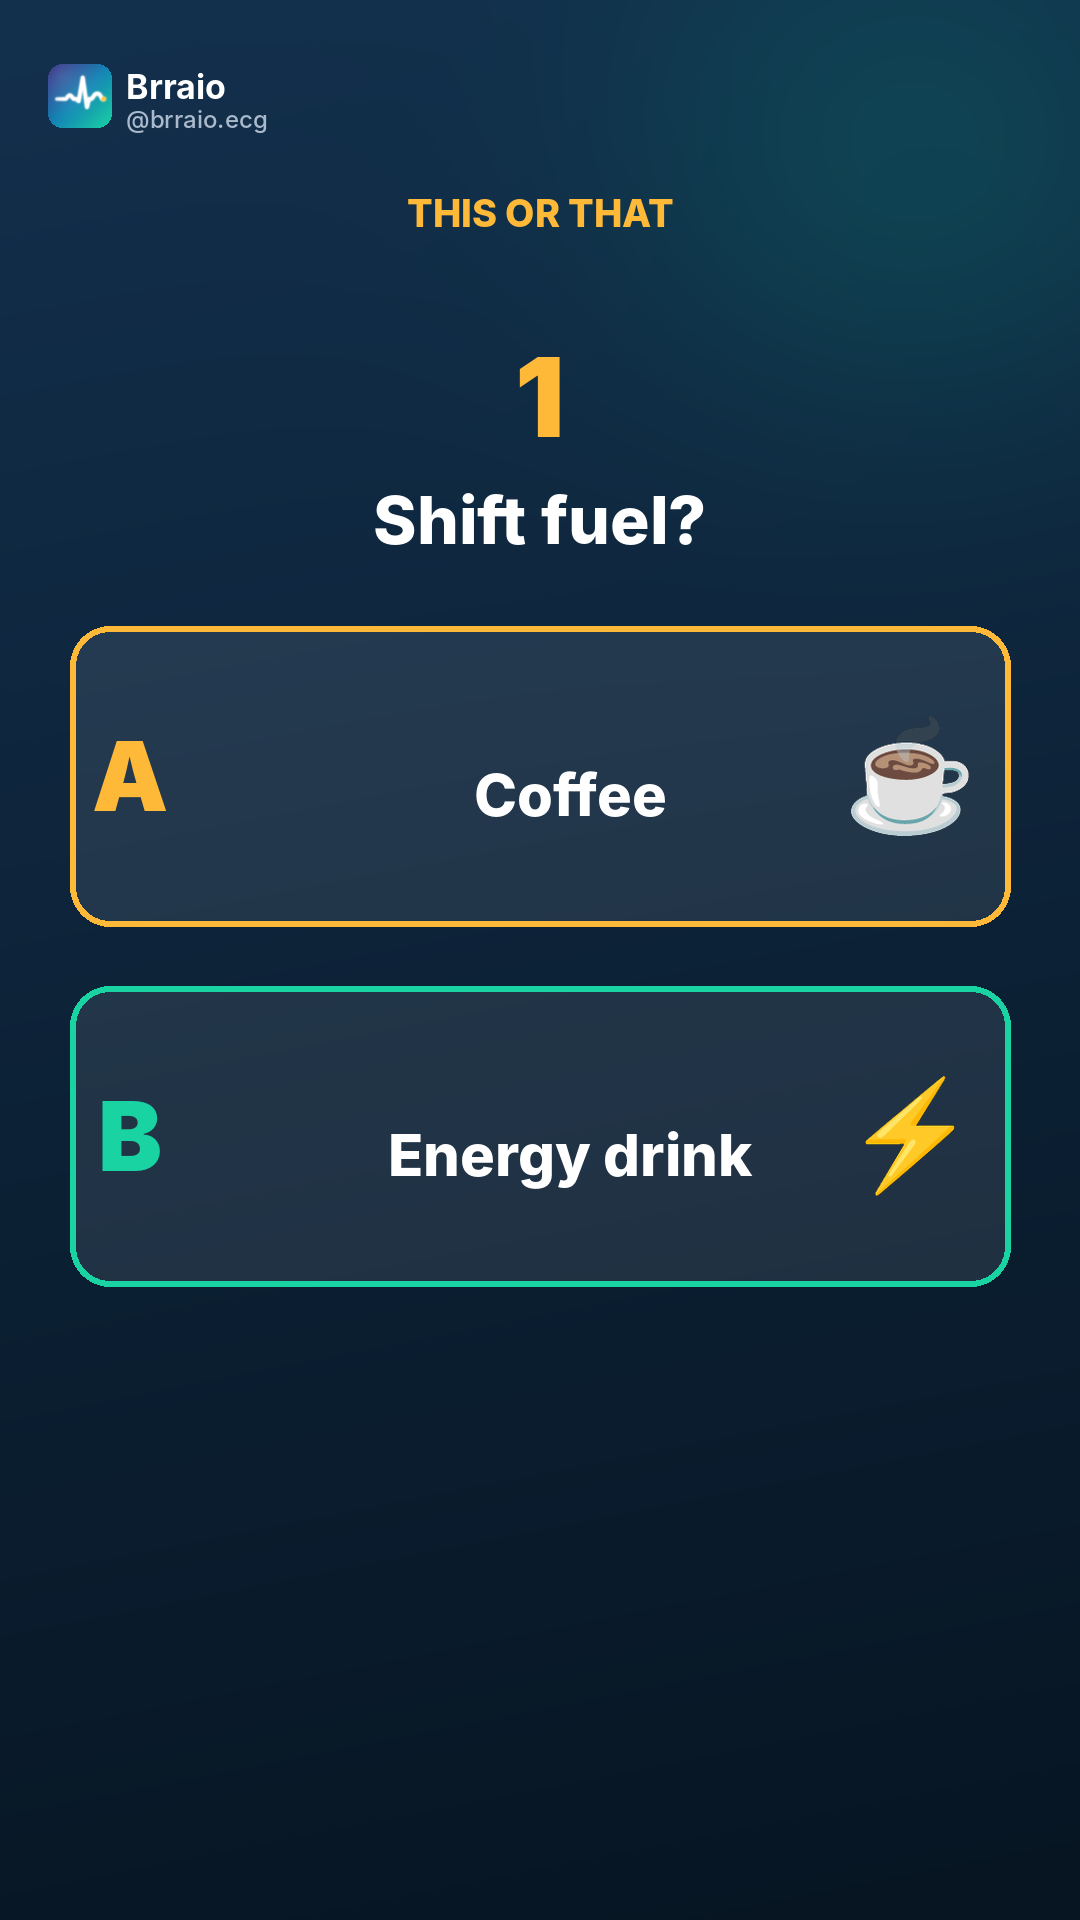 Brraio
@brraio.ecg
THIS OR THAT
1
Shift fuel?
A
Coffee
B
Energy drink